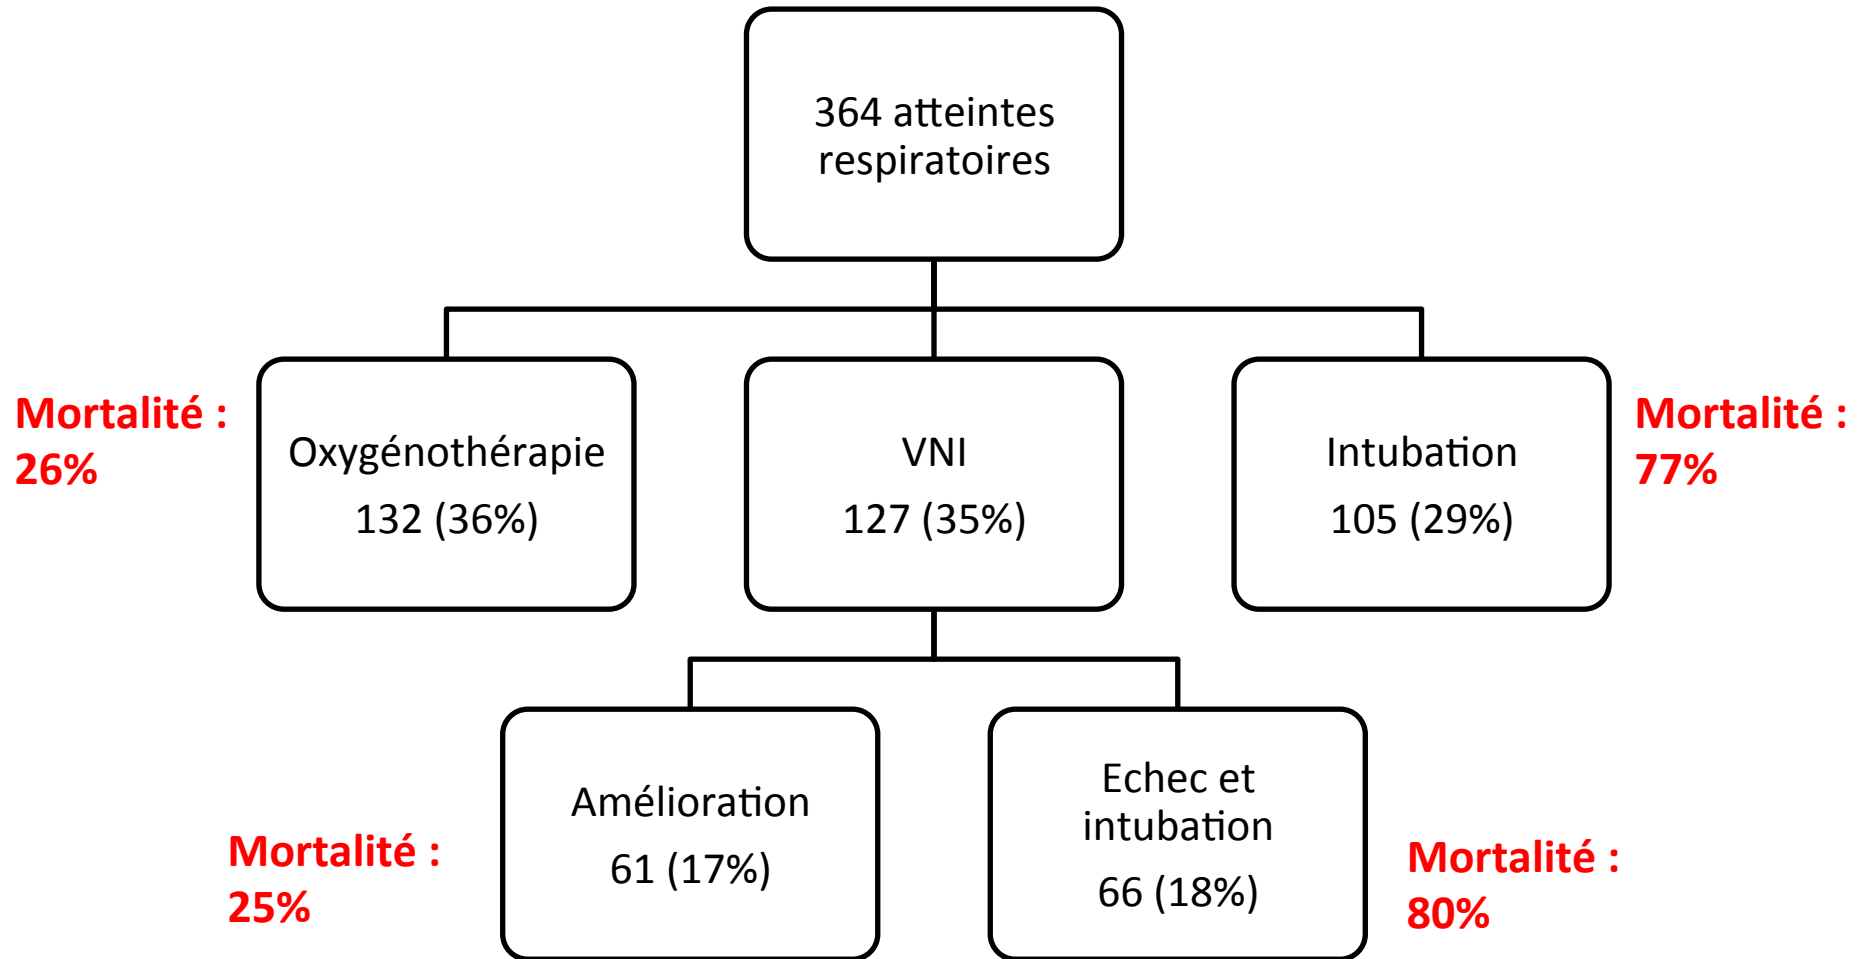 364 atteintes
respiratoires
Mortalité :
26%
Oxygénothérapie
132 (36%)
VNI
127 (35%)
Intubation
105 (29%)
Mortalité :
77%
Mortalité :
25%
Amélioration
61 (17%)
Echec et
intubation
66 (18%)
Mortalité :
80%